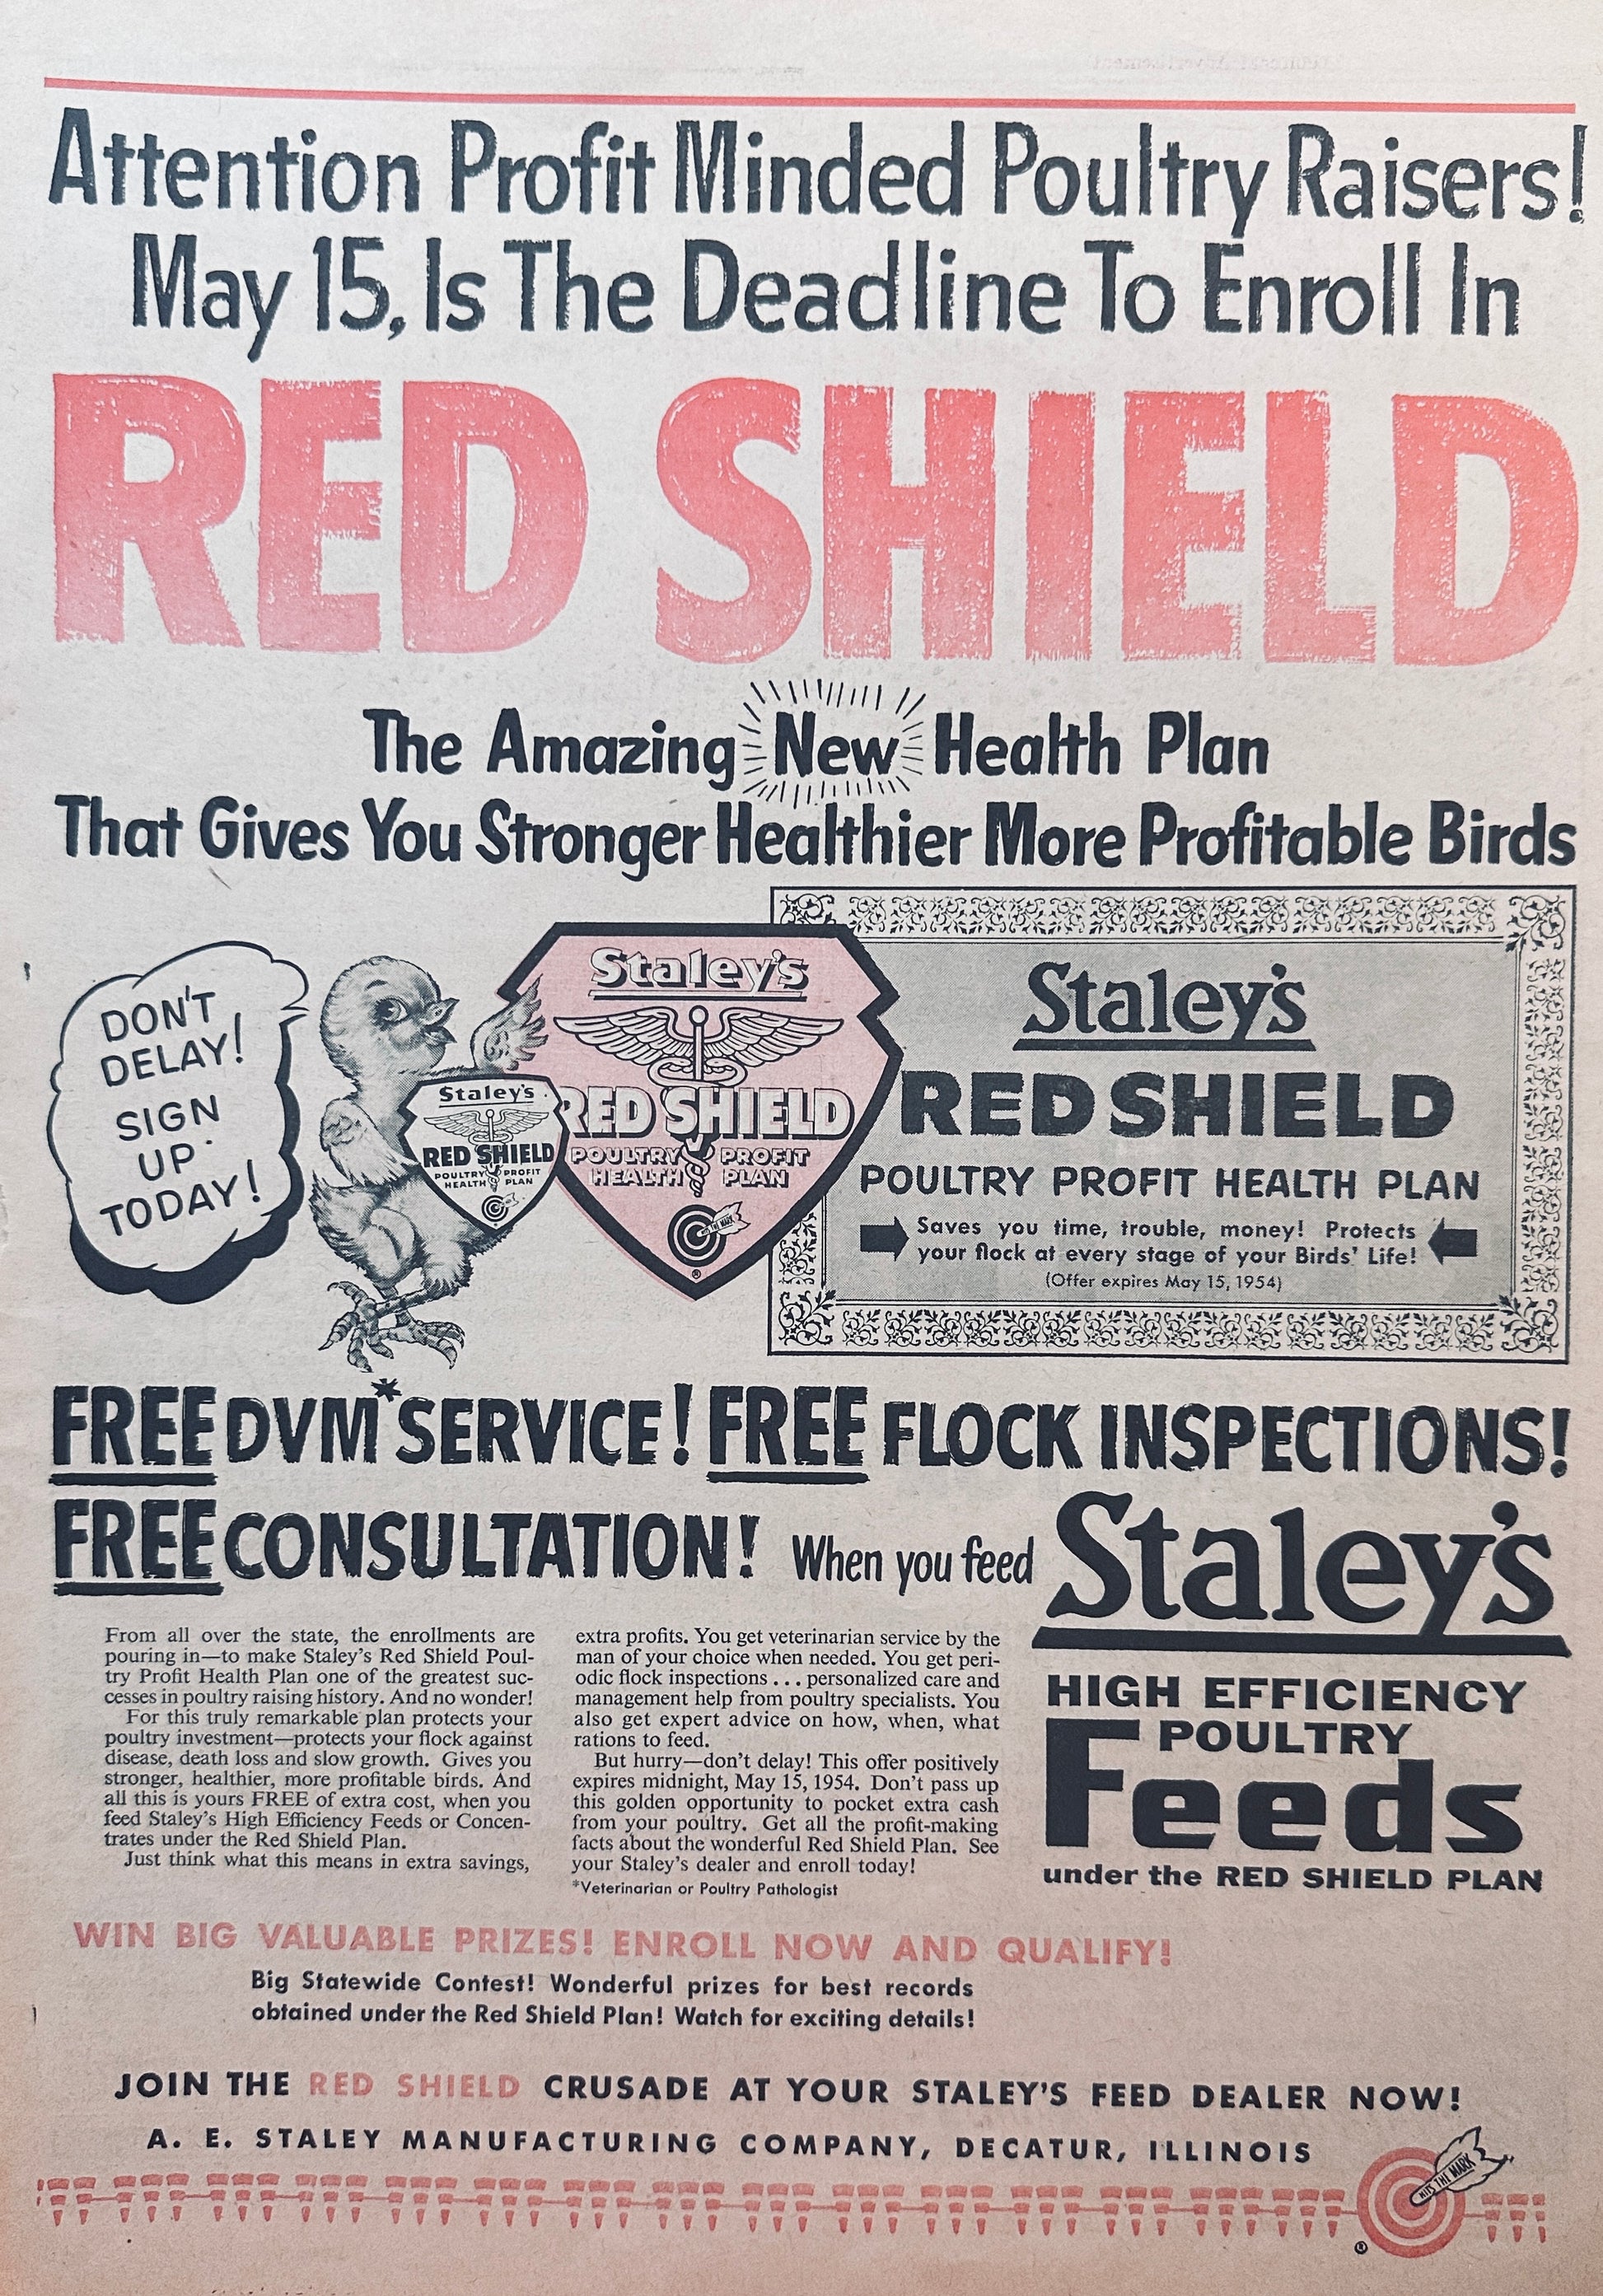 Attention Profit Minded Poultry Raisers!
May 15, Is The Deadline To Enroll In
RED SHIELD
The Amazing New Health Plan
That Gives You Stronger Healthier More Profitable Birds
DON'T
DELAY!
SIGN
UP
TODAY!
Staley's
RED SHIELD
POULTRY PROFIT
HEALTH PLAN
Staley's
RED SHIELD
POULTRY PROFIT
HEALTH PLAN
HITS THE MARK
®
Staley's
RED SHIELD
POULTRY PROFIT HEALTH PLAN
Saves you time, trouble, money! Protects
your flock at every stage of your Birds' Life!
(Offer expires May 15, 1954)
FREE DVM* SERVICE! FREE FLOCK INSPECTIONS!
FREE CONSULTATION! When you feed Staley's
HIGH EFFICIENCY
POULTRY
Feeds
under the RED SHIELD PLAN
From all over the state, the enrollments are
pouring in—to make Staley's Red Shield Poul-
try Profit Health Plan one of the greatest suc-
cesses in poultry raising history. And no wonder!
For this truly remarkable plan protects your
poultry investment—protects your flock against
disease, death loss and slow growth. Gives you
stronger, healthier, more profitable birds. And
all this is yours FREE of extra cost, when you
feed Staley's High Efficiency Feeds or Concen-
trates under the Red Shield Plan.
Just think what this means in extra savings,
extra profits. You get veterinarian service by the
man of your choice when needed. You get peri-
odic flock inspections . . . personalized care and
management help from poultry specialists. You
also get expert advice on how, when, what
rations to feed.
But hurry—don't delay! This offer positively
expires midnight, May 15, 1954. Don't pass up
this golden opportunity to pocket extra cash
from your poultry. Get all the profit-making
facts about the wonderful Red Shield Plan. See
your Staley's dealer and enroll today!
*Veterinarian or Poultry Pathologist
WIN BIG VALUABLE PRIZES! ENROLL NOW AND QUALIFY!
Big Statewide Contest! Wonderful prizes for best records
obtained under the Red Shield Plan! Watch for exciting details!
JOIN THE RED SHIELD CRUSADE AT YOUR STALEY'S FEED DEALER NOW!
A. E. STALEY MANUFACTURING COMPANY, DECATUR, ILLINOIS
HITS THE MARK
®